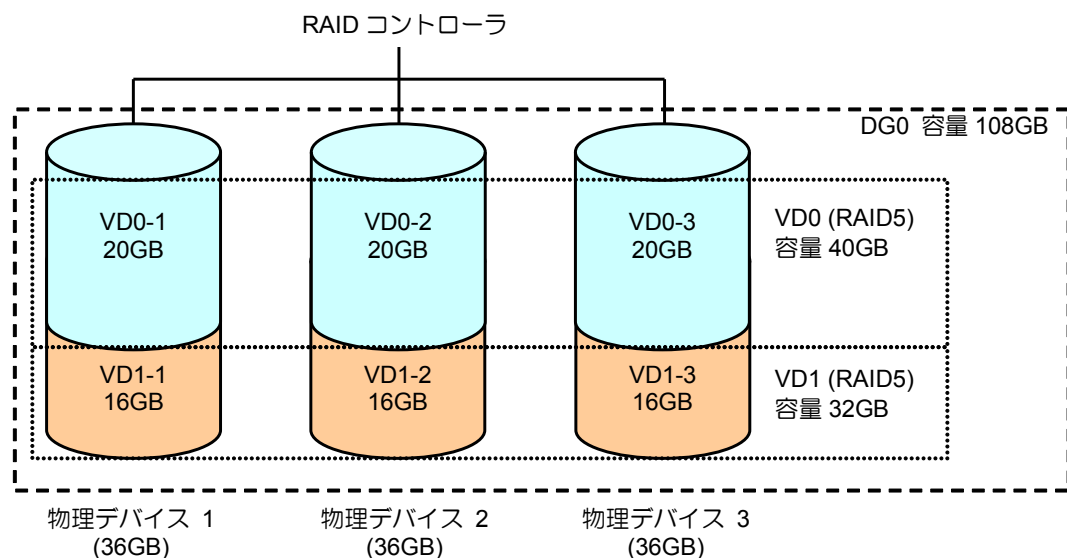 RAID コントローラ
DG0 容量 108GB
VD0-1
20GB
VD0-2
20GB
VD0-3
20GB
VD0 (RAID5)
容量 40GB
VD1-1
16GB
VD1-2
16GB
VD1-3
16GB
VD1 (RAID5)
容量 32GB
物理デバイス 1
(36GB)
物理デバイス 2
(36GB)
物理デバイス 3
(36GB)